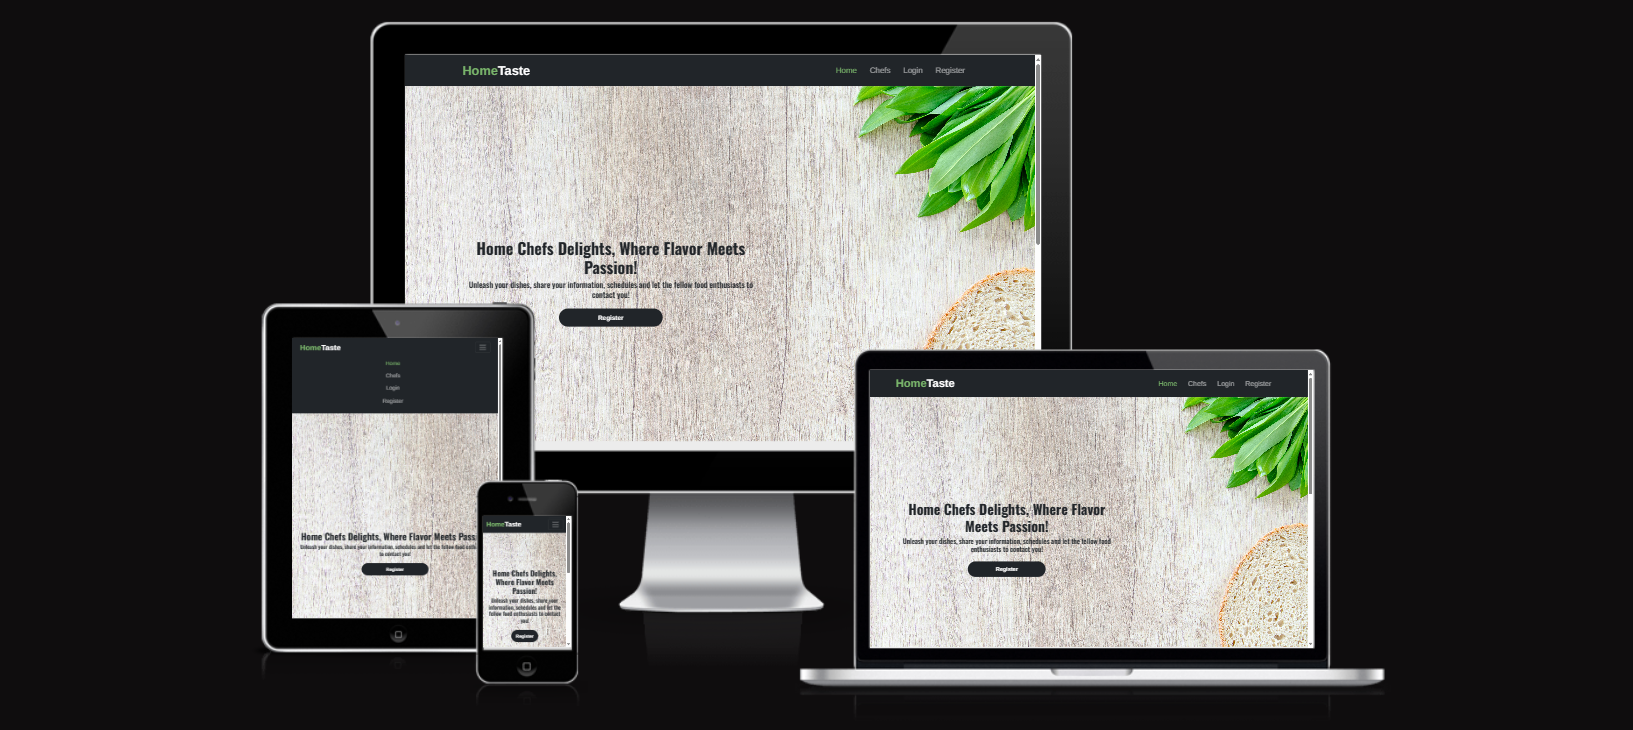 HomeTaste
Home Chefs Login Register
Home Chefs Delights, Where Flavor Meets
Passion!
Unleash your dishes, share your information, schedules and let the fellow food enthusiasts to
contact you!
Register
HomeTaste
Home
Chefs
Login
Register
Home Chefs Delights, Where Flavor Meets
Unleash your dishes, share your information, schedules and let the fellow food
to contact you!
Register
HomeTaste
Home Chefs Delights,
Where Flavor Meets
Passion!
Unleash your dishes, share your
information, schedules and let the
fellow food enthusiasts to contact
you!
Register
HomeTaste
Home Chefs Login Register
Home Chefs Delights, Where Flavor
Meets Passion!
Unleash your dishes, share your information, schedules and let the fellow food
enthusiasts to contact you!
Register